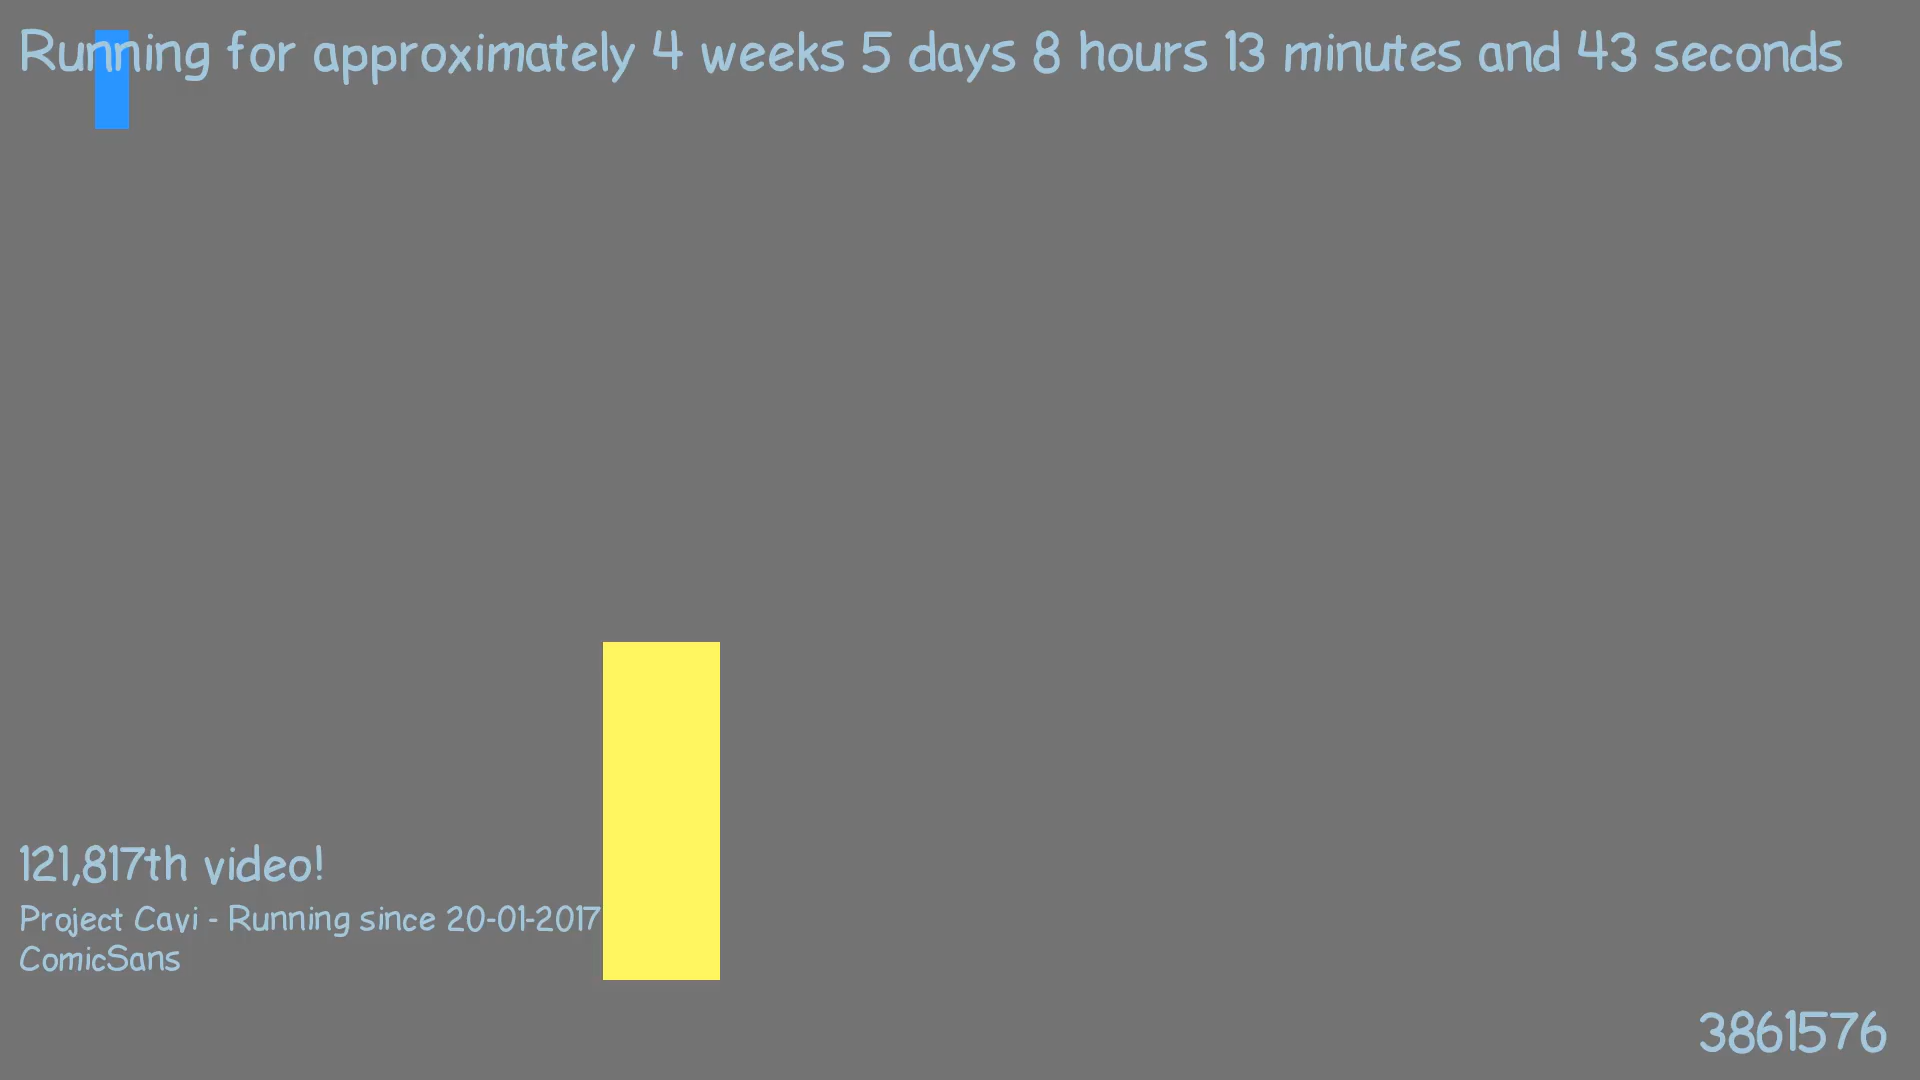 Running for approximately 4 weeks 5 days 8 hours 13 minutes and 43 seconds
121,817th video!
Project Cavi - Running since 20-01-2017
ComicSans
3861576